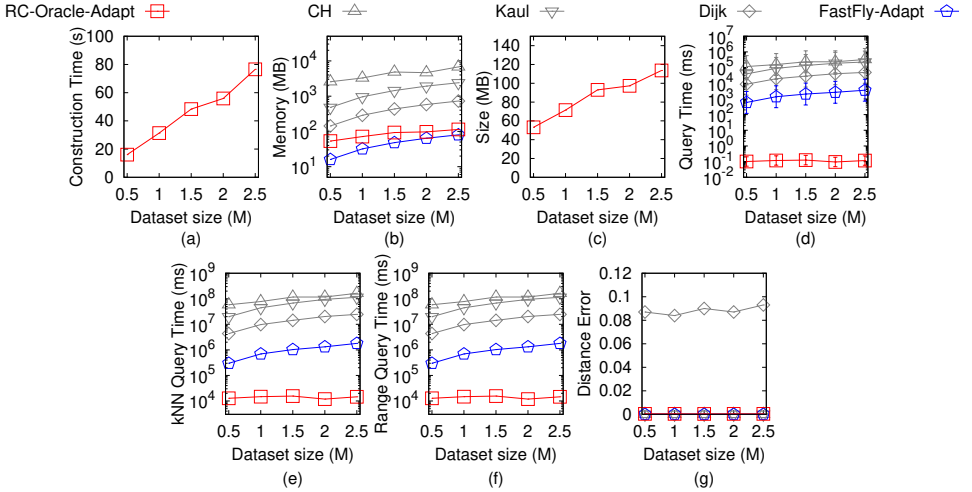 RC-Oracle-Adapt CH Kaul Dijk FastFly-Adapt
Construction Time (s)
100
80
60
40
20
0
0.5 1 1.5 2 2.5
Dataset size (M)
(a)
Memory (MB)
10^4
10^3
10^2
10^1
0.5 1 1.5 2 2.5
Dataset size (M)
(b)
Size (MB)
140
120
100
80
60
40
20
0
0.5 1 1.5 2 2.5
Dataset size (M)
(c)
Query Time (ms)
10^6
10^5
10^4
10^3
10^2
10^1
10^0
10^-1
10^-2
0.5 1 1.5 2 2.5
Dataset size (M)
(d)
kNN Query Time (ms)
10^9
10^8
10^7
10^6
10^5
10^4
0.5 1 1.5 2 2.5
Dataset size (M)
(e)
Range Query Time (ms)
10^9
10^8
10^7
10^6
10^5
10^4
0.5 1 1.5 2 2.5
Dataset size (M)
(f)
Distance Error
0.12
0.1
0.08
0.06
0.04
0.02
0
0.5 1 1.5 2 2.5
Dataset size (M)
(g)